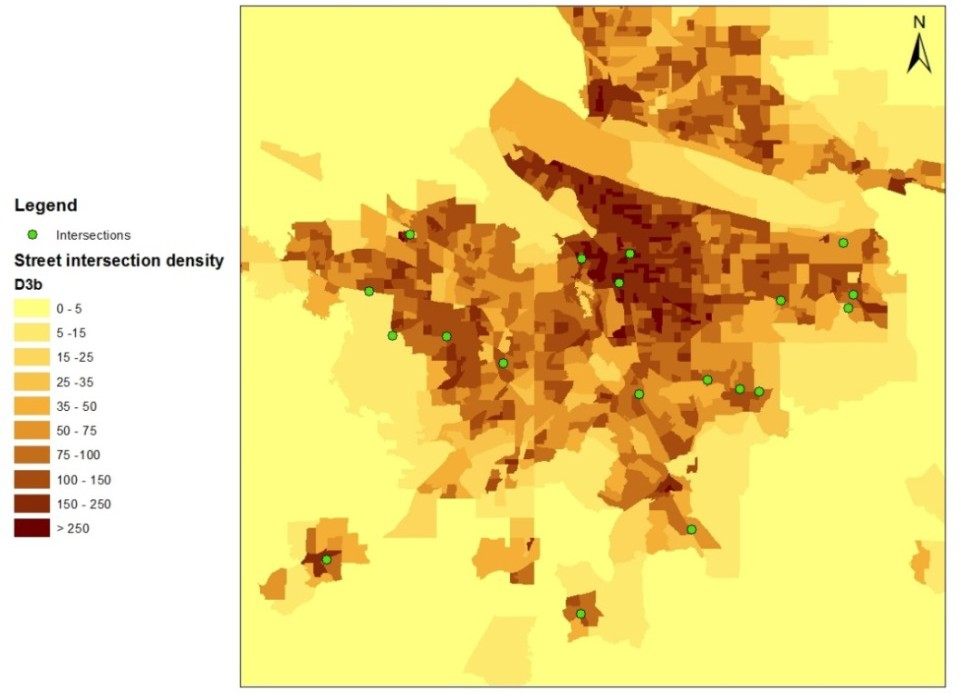 N
Legend
Intersections
Street intersection density
D3b
0 - 5
5 -15
15 -25
25 -35
35 - 50
50 - 75
75 -100
100 - 150
150 - 250
> 250